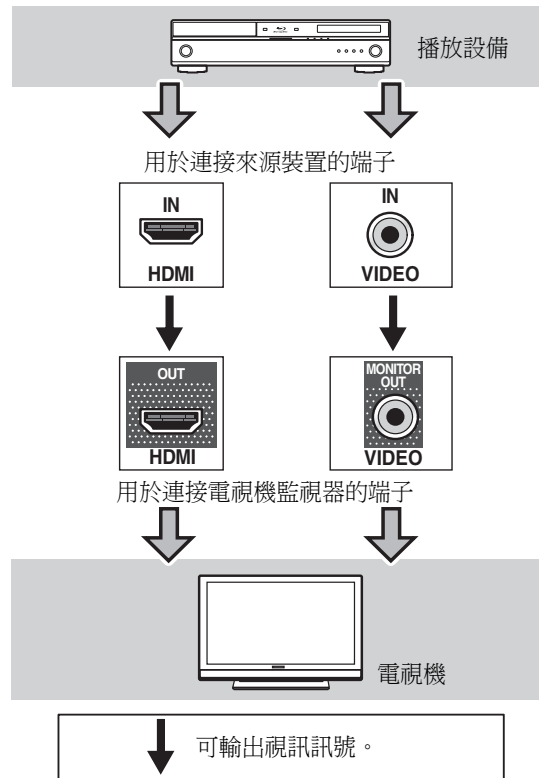 播放設備
用於連接來源裝置的端子
IN
HDMI
IN
VIDEO
OUT
HDMI
MONITOR
OUT
VIDEO
用於連接電視機監視器的端子
電視機
可輸出視訊訊號。